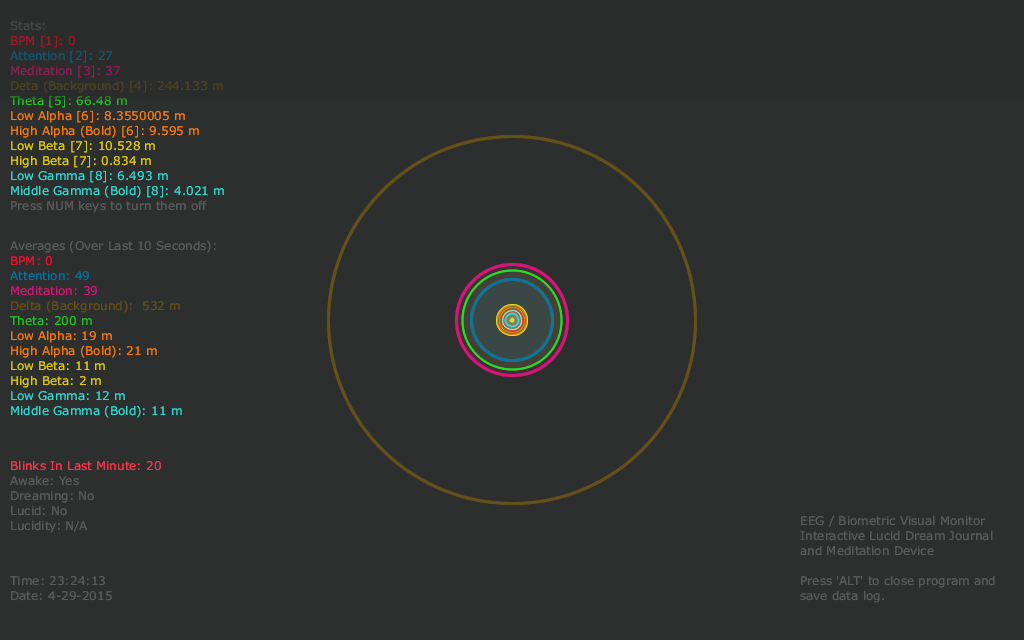 Stats:
BPM [1]: 0
Attention [2]: 27
Meditation [3]: 37
Deta (Background) [4]: 244.133 m
Theta [5]: 66.48 m
Low Alpha [6]: 8.3550005 m
High Alpha (Bold) [6]: 9.595 m
Low Beta [7]: 10.528 m
High Beta [7]: 0.834 m
Low Gamma [8]: 6.493 m
Middle Gamma (Bold) [8]: 4.021 m
Press NUM keys to turn them off
Averages (Over Last 10 Seconds):
BPM: 0
Attention: 49
Meditation: 39
Delta (Background): 532 m
Theta: 200 m
Low Alpha: 19 m
High Alpha (Bold): 21 m
Low Beta: 11 m
High Beta: 2 m
Low Gamma: 12 m
Middle Gamma (Bold): 11 m
Blinks In Last Minute: 20
Awake: Yes
Dreaming: No
Lucid: No
Lucidity: N/A
Time: 23:24:13
Date: 4-29-2015
EEG / Biometric Visual Monitor
Interactive Lucid Dream Journal
and Meditation Device
Press 'ALT' to close program and
save data log.